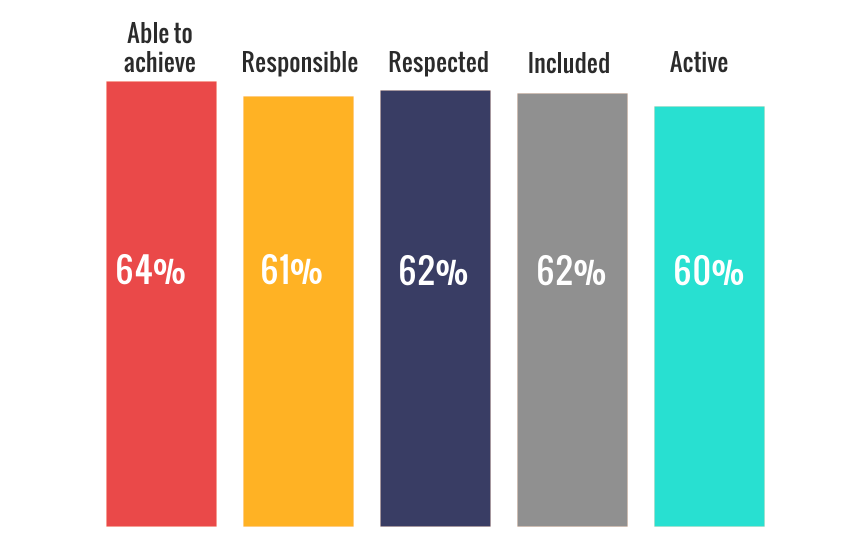 Able to
achieve
Responsible
Respected
Included
Active
64%
61%
62%
62%
60%